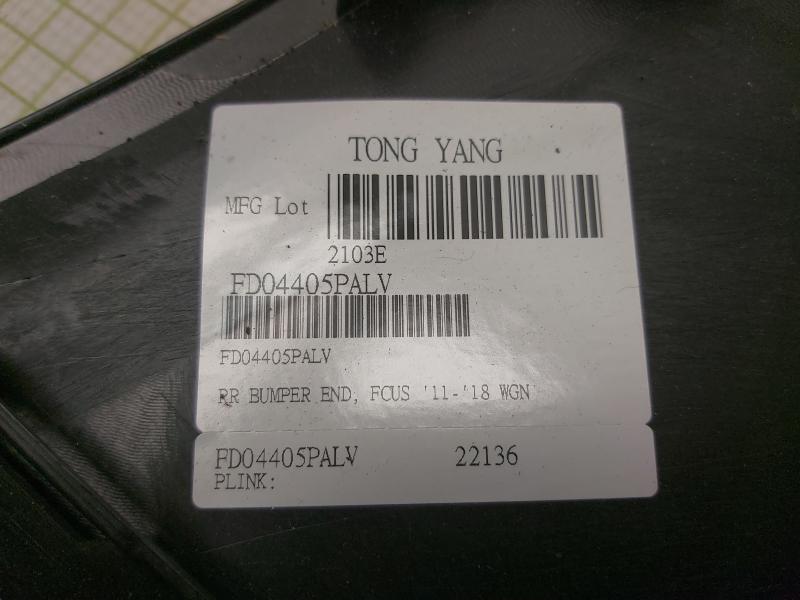 TONG YANG
MFG Lot
2103E
FD04405PALV
FD04405PALV
RR BUMPER END, FCUS '11-'18 WGN
FD04405PALV 22136
PLINK: